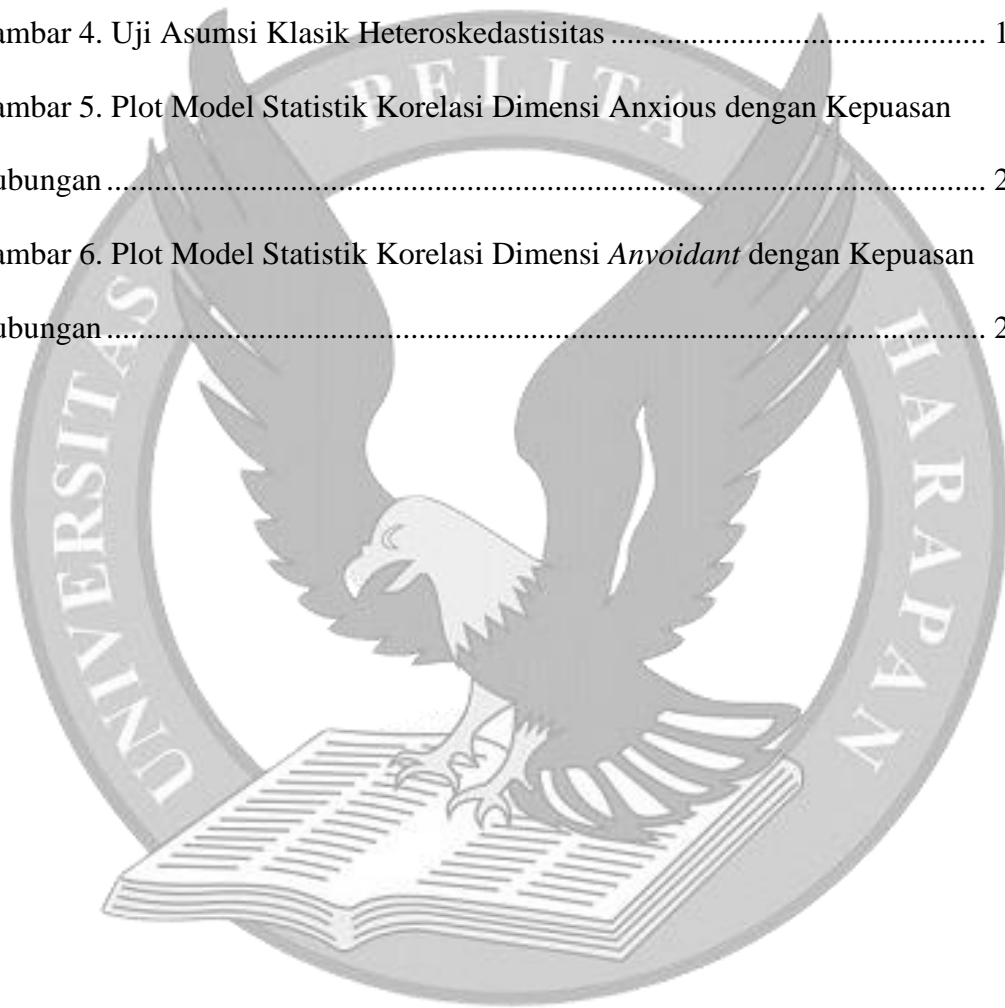 ambar 4. Uji Asumsi Klasik Heteroskedastisitas ............................................... 1
ambar 5. Plot Model Statistik Korelasi Dimensi Anxious dengan Kepuasan
ubungan .............................................................................................................. 2
ambar 6. Plot Model Statistik Korelasi Dimensi Anvoidant dengan Kepuasan
ubungan .............................................................................................................. 2
UNIVERSITAS PELITA HARAPAN